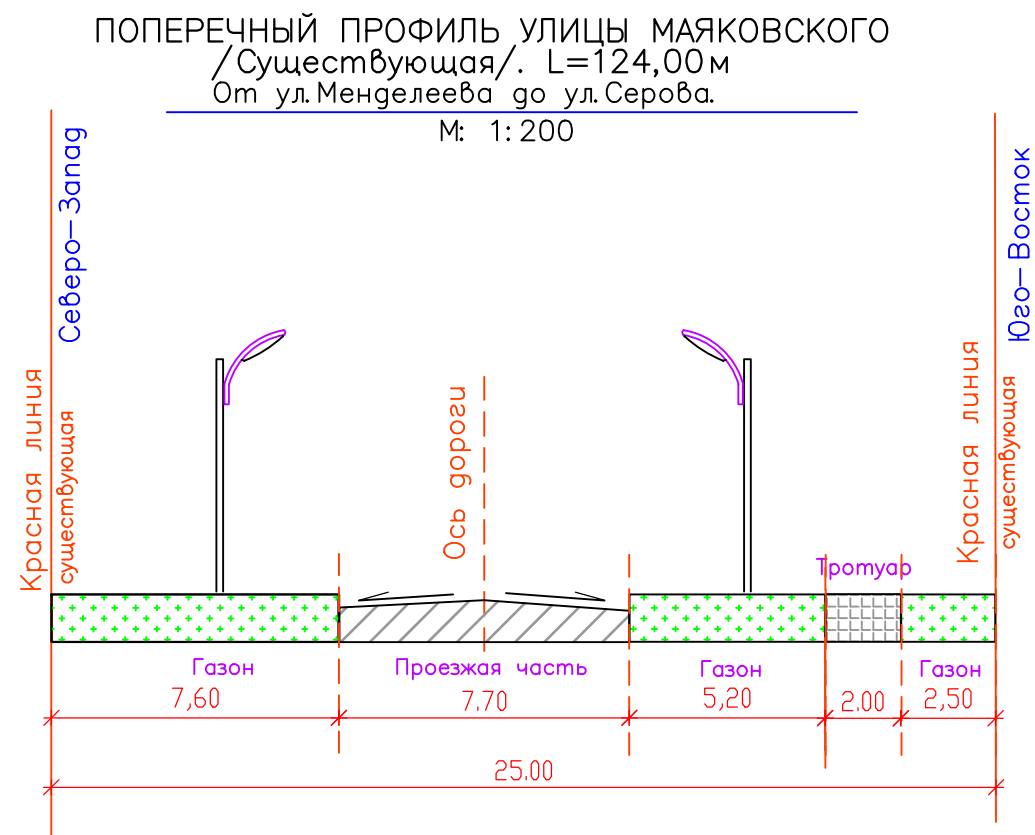 ПОПЕРЕЧНЫЙ ПРОФИЛЬ УЛИЦЫ МАЯКОВСКОГО
/Существующая/. L=124,00м
От ул.Менделеева до ул.Серова.
М: 1:200
Северо-Запад
Юго-Восток
Красная линия
существующая
Ось дороги
Красная линия
существующая
Тротуар
Газон
Проезжая часть
Газон
Газон
7,60
7.70
5,20
2.00
2,50
25.00